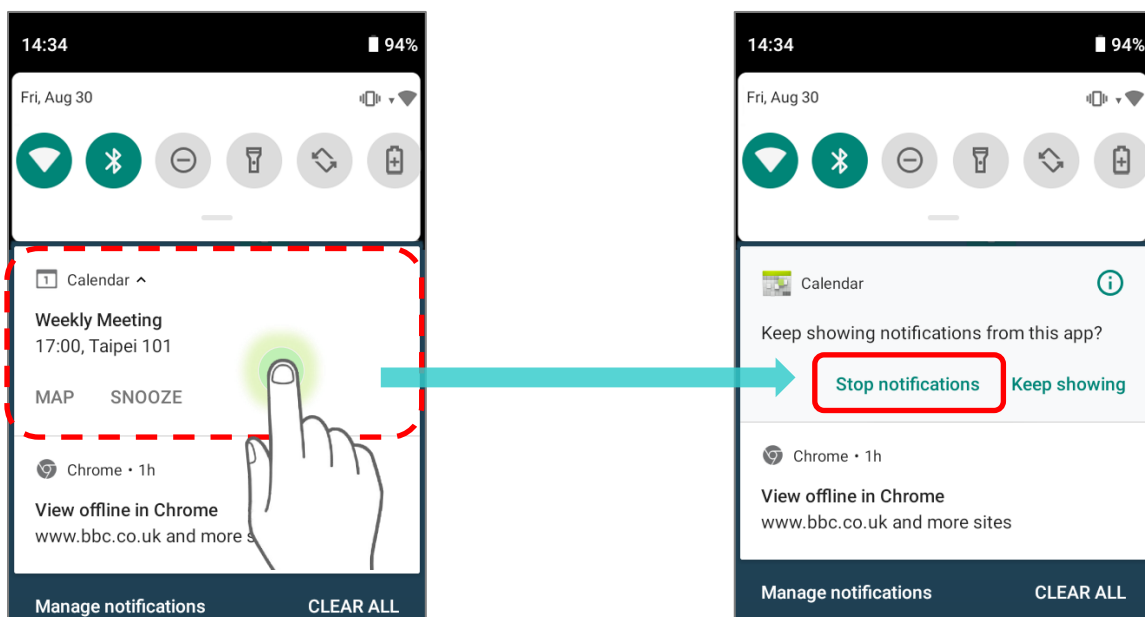 14:34 94%
Fri, Aug 30
1 Calendar
Weekly Meeting
17:00, Taipei 101
MAP SNOOZE
Chrome • 1h
View offline in Chrome
www.bbc.co.uk and more
Manage notifications CLEAR ALL
14:34 94%
Fri, Aug 30
Calendar
Keep showing notifications from this app?
Stop notifications Keep showing
Chrome • 1h
View offline in Chrome
www.bbc.co.uk and more sites
Manage notifications CLEAR ALL